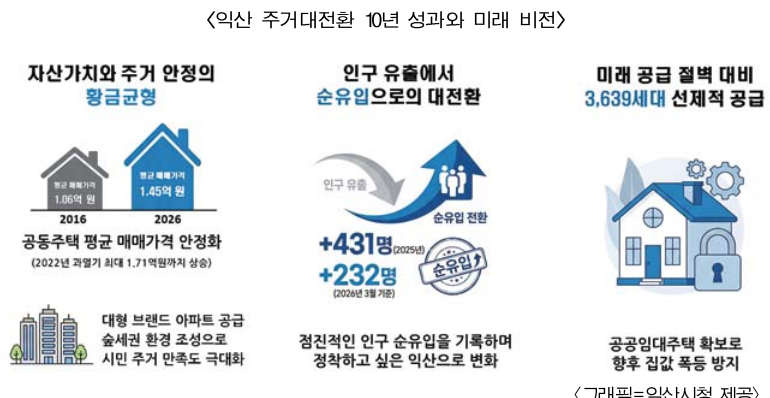 <익산 주거대전환 10년 성과와 미래 비전>
자산가치와 주거 안정의
황금균형
평균 매매가격
1.06억 원
평균 매매가격
1.45억 원
2016
2026
공동주택 평균 매매가격 안정화
(2022년 과열기 최대 1.71억원까지 상승)
대형 브랜드 아파트 공급
숲세권 환경 조성으로
시민 주거 만족도 극대화
인구 유출에서
순유입으로의 대전환
인구 유출
순유입 전환
+431명(2025년)
+232명
(2026년 3월 기준)
순유입
점진적인 인구 순유입을 기록하며
정착하고 싶은 익산으로 변화
미래 공급 절벽 대비
3,639세대 선제적 공급
공공임대주택 확보로
향후 집값 폭등 방지
<그래픽=익산시청 제공>